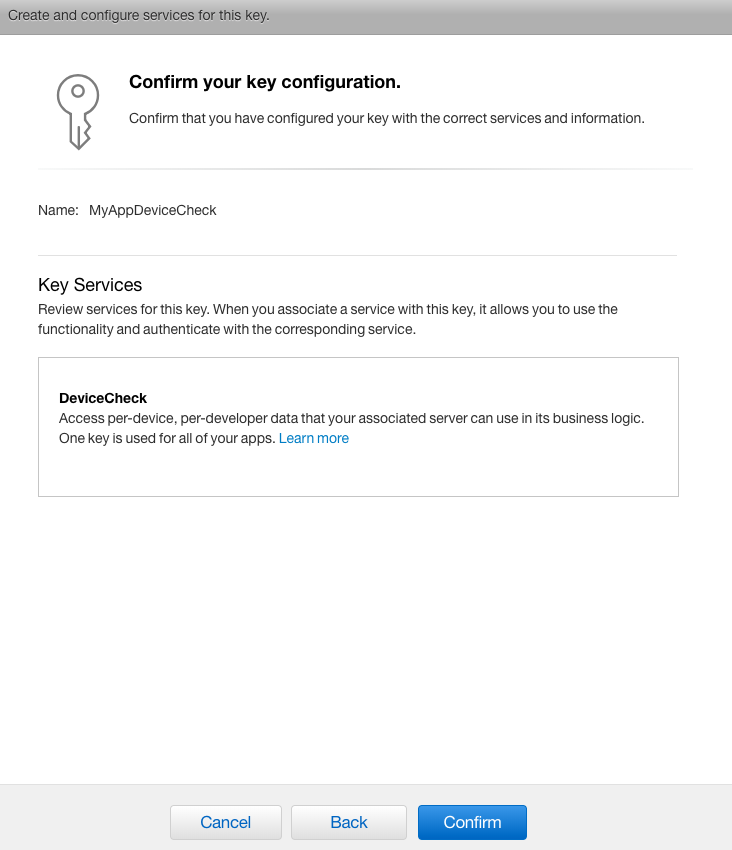 Create and configure services for this key.
Confirm your key configuration.
Confirm that you have configured your key with the correct services and information.
Name: MyAppDeviceCheck
Key Services
Review services for this key. When you associate a service with this key, it allows you to use the
functionality and authenticate with the corresponding service.
DeviceCheck
Access per-device, per-developer data that your associated server can use in its business logic.
One key is used for all of your apps. Learn more
Cancel
Back
Confirm